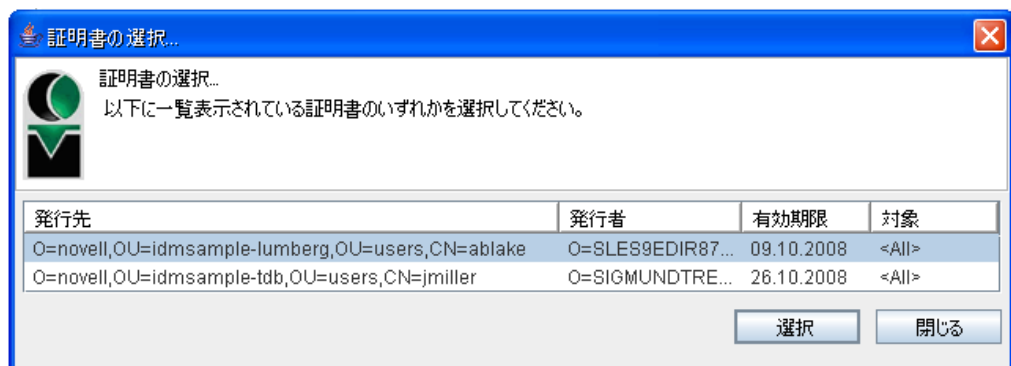 証明書の選択...
証明書の選択...
以下に一覧表示されている証明書のいずれかを選択してください。
発行先 発行者 有効期限 対象
O=novell,OU=idmsample-lumberg,OU=users,CN=ablake O=SLES9EDIR87... 09.10.2008 <All>
O=novell,OU=idmsample-tdb,OU=users,CN=jmiller O=SIGMUNDTRE... 26.10.2008 <All>
選択 閉じる